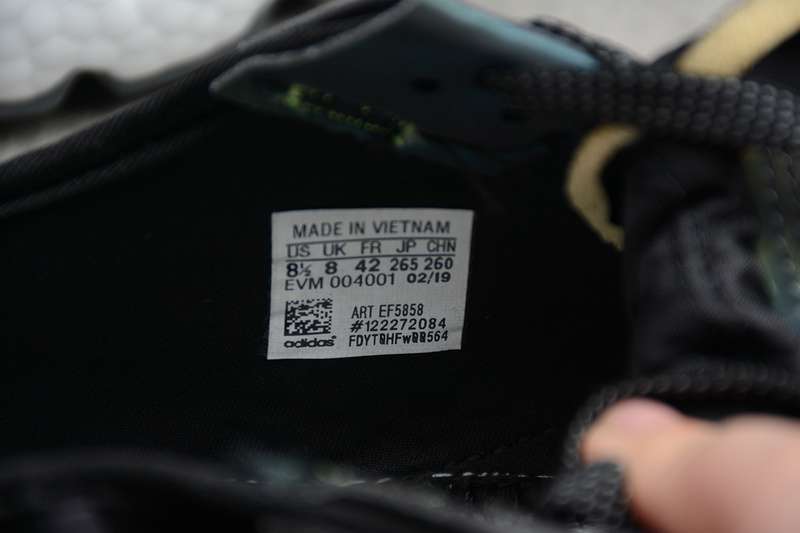 MADE IN VIETNAM
US UK FR JP CHN
8½ 8 42 265 260
EVM 004001 02/19
ART EF5858
#122272084
adidas FDYT0HFw00564